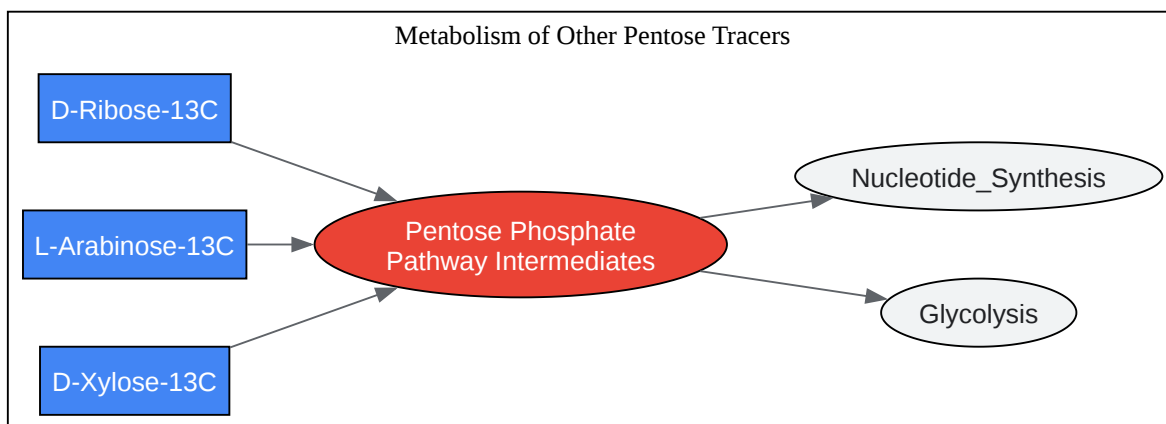 Metabolism of Other Pentose Tracers
D-Ribose-13C
L-Arabinose-13C
D-Xylose-13C
Pentose Phosphate
Pathway Intermediates
Nucleotide_Synthesis
Glycolysis